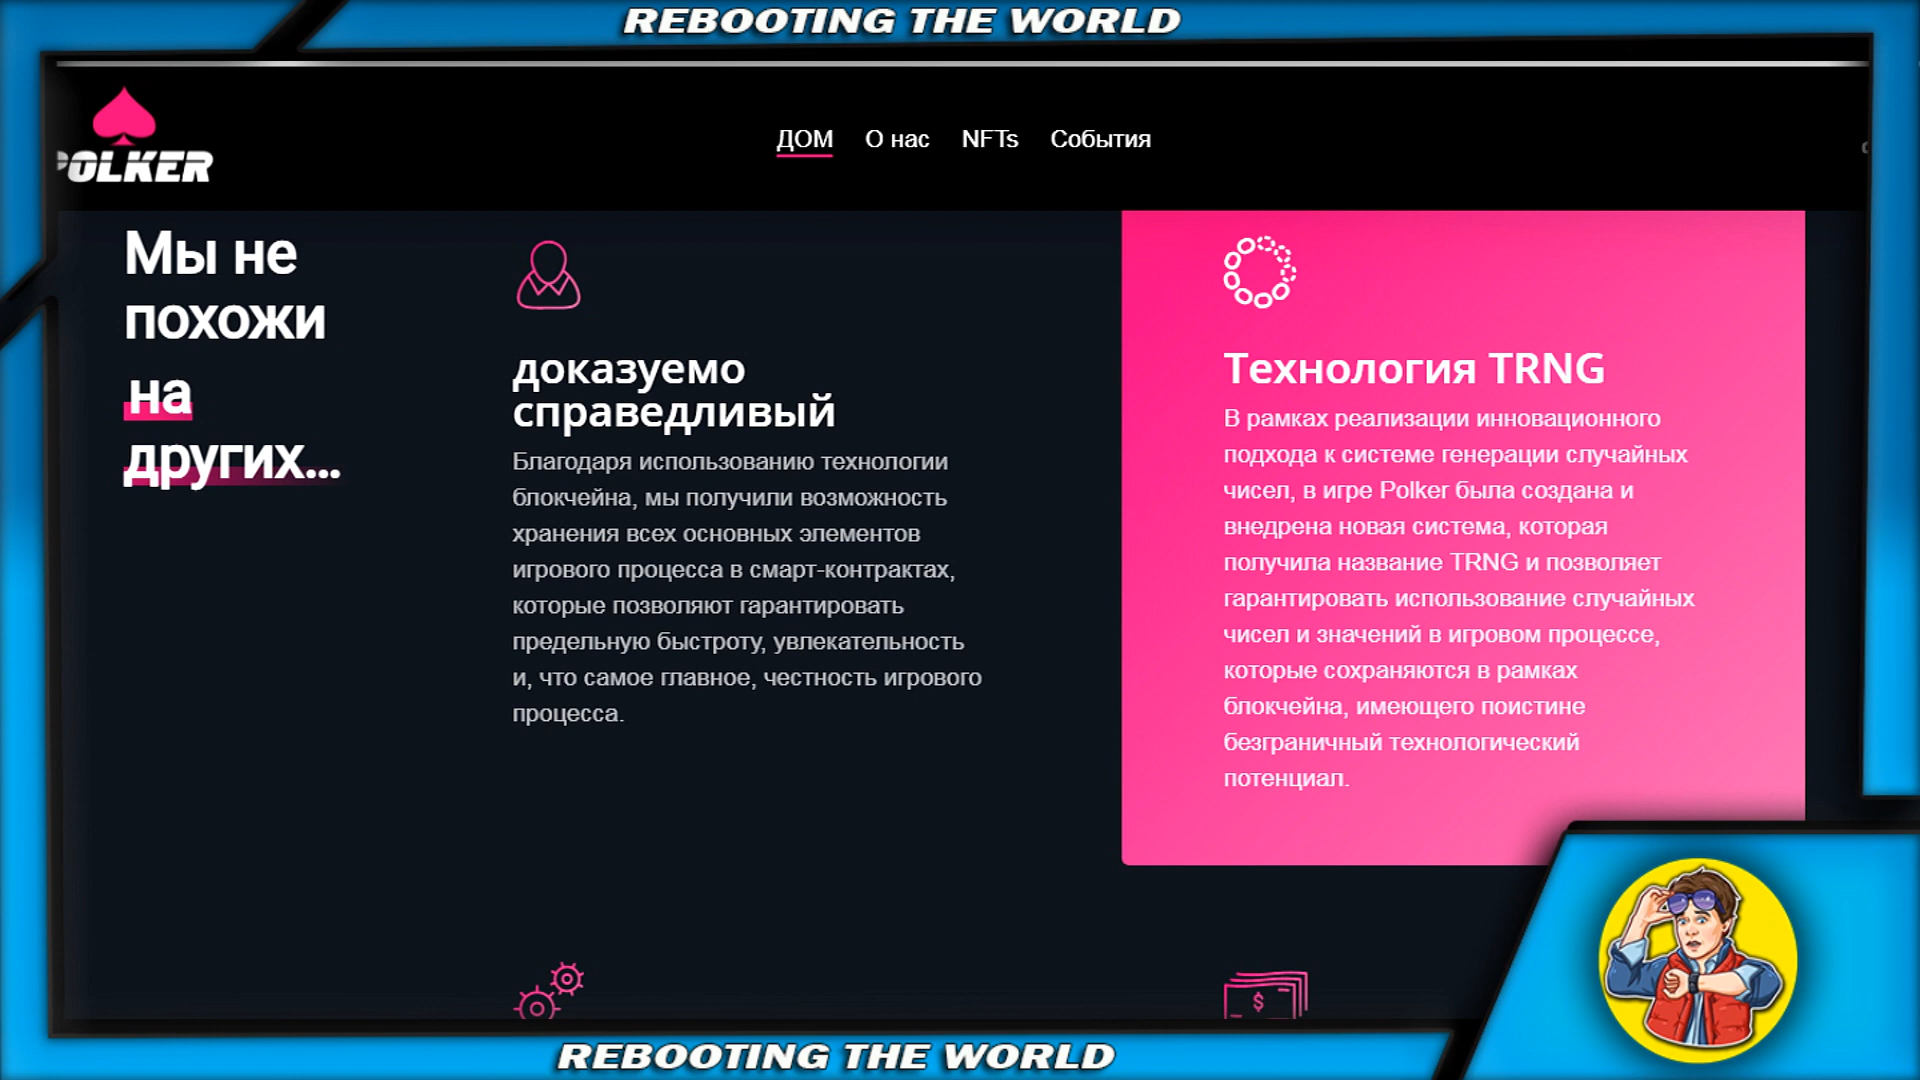 REBOOTING THE WORLD
POLKER
ДОМ О нас NFTs События
Мы не
похожи
на
других...
доказуемо
справедливый
Благодаря использованию технологии
блокчейна, мы получили возможность
хранения всех основных элементов
игрового процесса в смарт-контрактах,
которые позволяют гарантировать
предельную быстроту, увлекательность
и, что самое главное, честность игрового
процесса.
Технология TRNG
В рамках реализации инновационного
подхода к системе генерации случайных
чисел, в игре Polker была создана и
внедрена новая система, которая
получила название TRNG и позволяет
гарантировать использование случайных
чисел и значений в игровом процессе,
которые сохраняются в рамках
блокчейна, имеющего поистине
безграничный технологический
потенциал.
$
REBOOTING THE WORLD